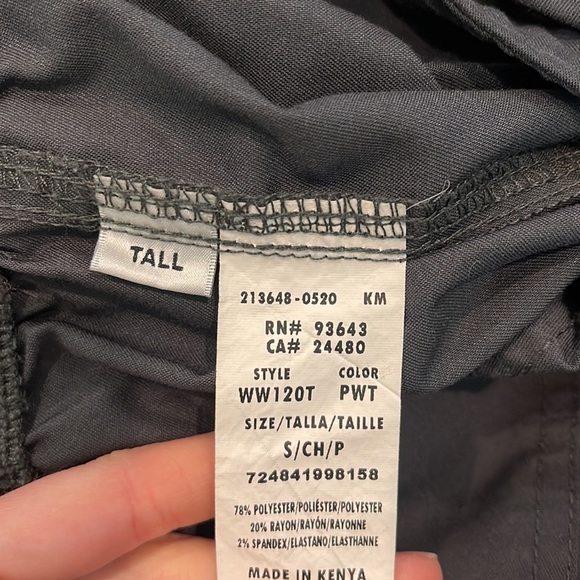 TALL
213648-0520 KM
RN# 93643
CA# 24480
STYLE COLOR
WW120T PWT
SIZE/TALLA/TAILLE
S/CH/P
724841998158
78% POLYESTER/POLIÉSTER/POLYESTER
20% RAYON/RAYÓN/RAYONNE
2% SPANDEX/ELASTANO/ELASTHANNE
MADE IN KENYA